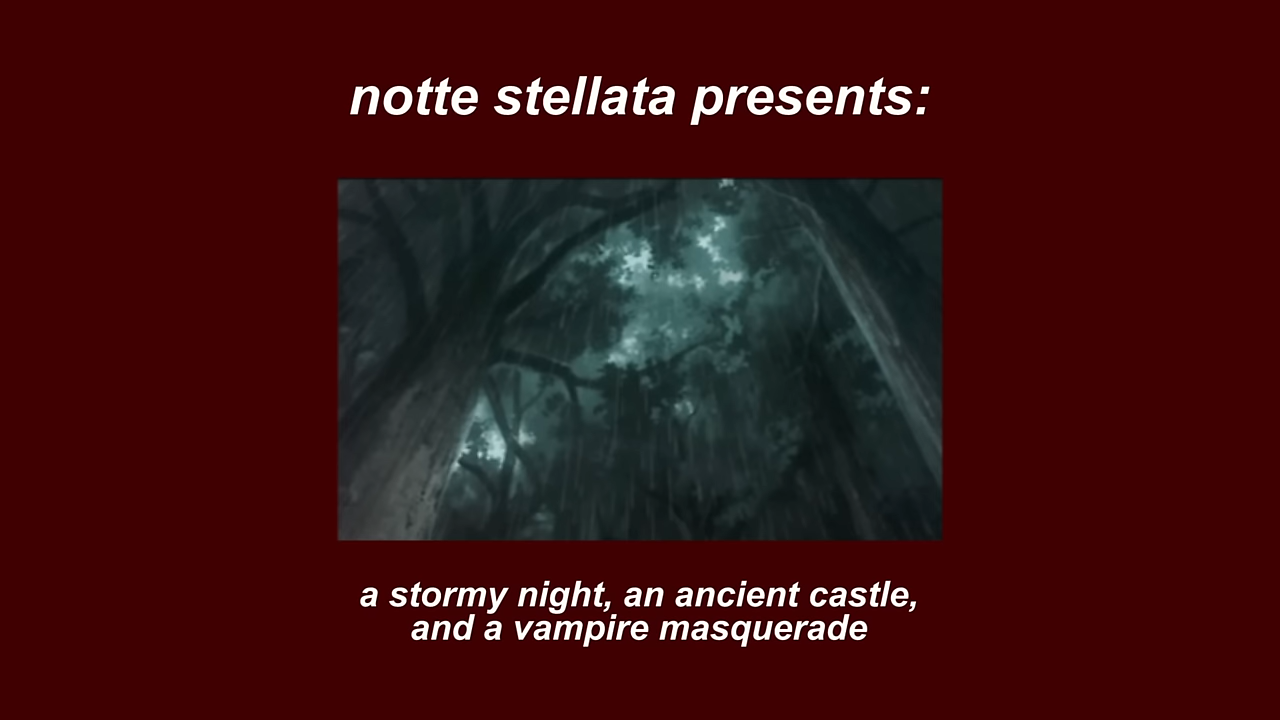 notte stellata presents:
a stormy night, an ancient castle,
and a vampire masquerade